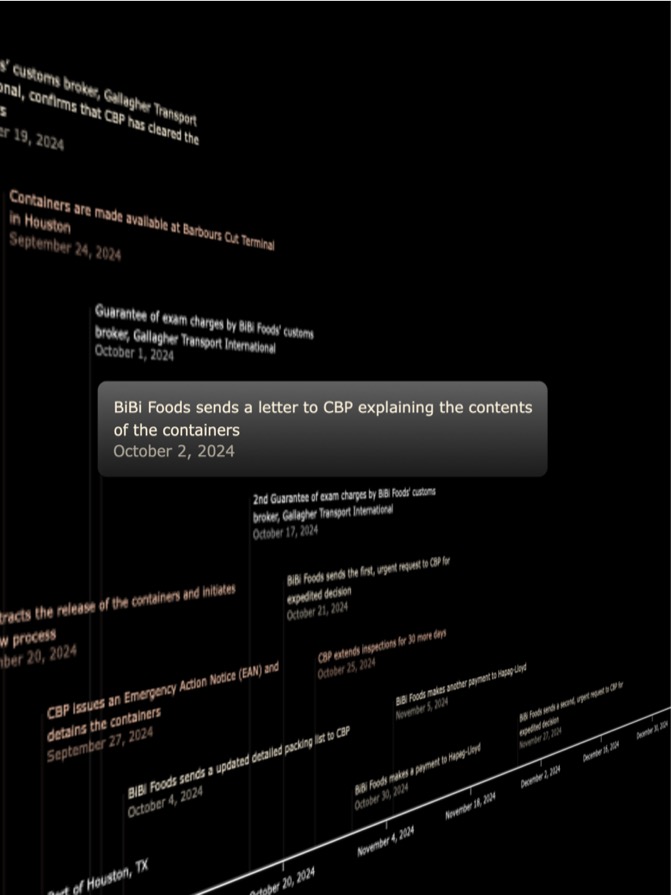 s' customs broker, Gallagher Transport
onal, confirms that CBP has cleared the
s
er 19, 2024
Containers are made available at Barbours Cut Terminal
in Houston
September 24, 2024
Guarantee of exam charges by BiBi Foods' customs
broker, Gallagher Transport International
October 1, 2024
BiBi Foods sends a letter to CBP explaining the contents
of the containers
October 2, 2024
2nd Guarantee of exam charges by BiBi Foods' customs
broker, Gallagher Transport International
October 17, 2024
BiBi Foods sends the first, urgent request to CBP for
expedited decision
October 21, 2024
tracts the release of the containers and initiates
w process
mber 20, 2024
CBP extends inspections for 30 more days
October 25, 2024
CBP issues an Emergency Action Notice (EAN) and
detains the containers
September 27, 2024
BiBi Foods makes another payment to Hapag-Lloyd
November 5, 2024
BiBi Foods sends a second, urgent request to CBP for
expedited decision
November 27, 2024
BiBi Foods sends a updated detailed packing list to CBP
October 4, 2024
BiBi Foods makes a payment to Hapag-Lloyd
October 30, 2024
Port of Houston, TX
October 20, 2024
November 4, 2024
November 18, 2024
December 2, 2024
December 16, 2024